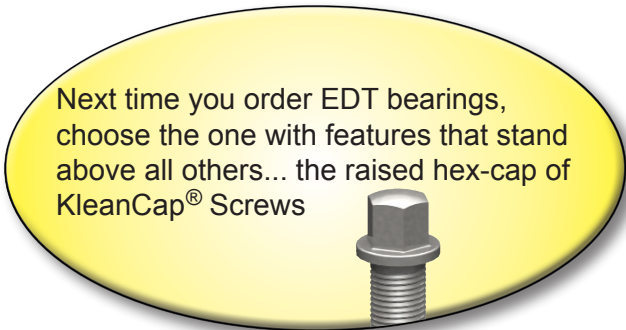 Next time you order EDT bearings,
choose the one with features that stand
above all others... the raised hex-cap of
KleanCap® Screws